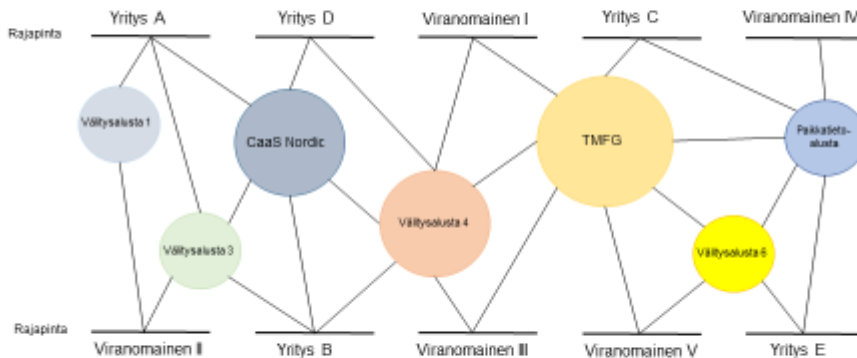 Yritys A
Yritys D
Viranomainen I
Yritys C
Viranomainen IV
Rajapinta
Välitysalusta 1
CaaS Nordic
TMFG
Paikkatieto-
alusta
Välitysalusta 4
Välitysalusta 3
Välitysalusta 6
Rajapinta
Viranomainen II
Yritys B
Viranomainen III
Viranomainen V
Yritys E